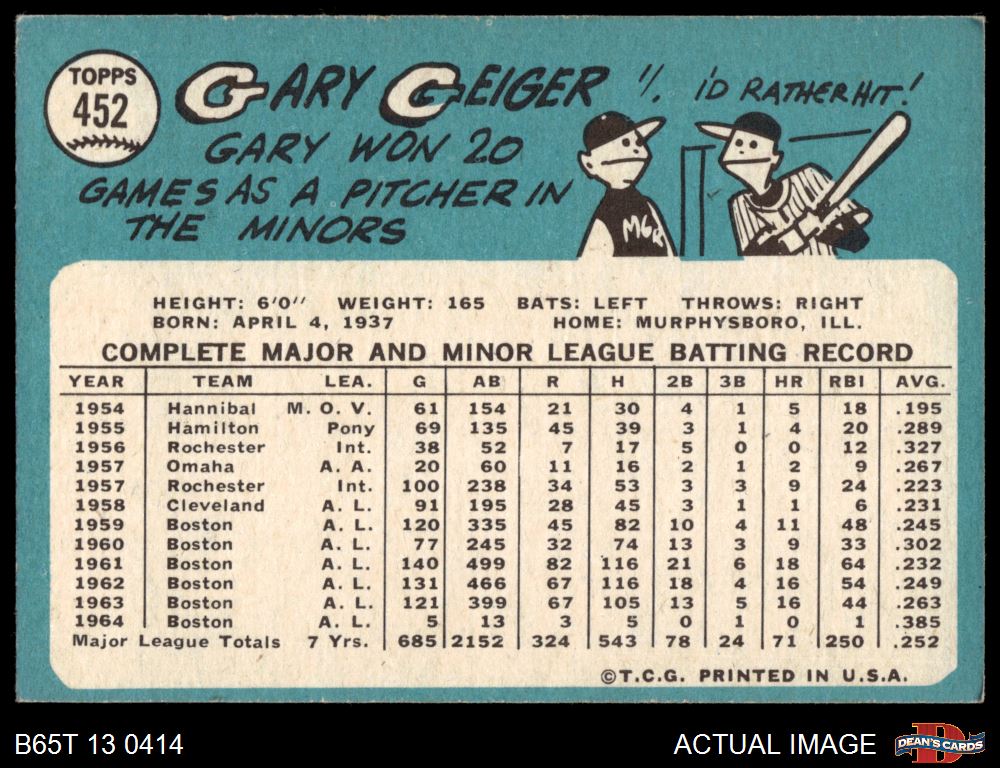 TOPPS
452
GARY GEIGER
I'D RATHER HIT!
GARY WON 20
GAMES AS A PITCHER IN
THE MINORS
MGR
HEIGHT: 6'0" WEIGHT: 165 BATS: LEFT THROWS: RIGHT
BORN: APRIL 4, 1937 HOME: MURPHYSBORO, ILL.
COMPLETE MAJOR AND MINOR LEAGUE BATTING RECORD
YEAR TEAM LEA. G AB R H 2B 3B HR RBI AVG.
1954 Hannibal M. O. V. 61 154 21 30 4 1 5 18 .195
1955 Hamilton Pony 69 135 45 39 3 1 4 20 .289
1956 Rochester Int. 38 52 7 17 5 0 0 12 .327
1957 Omaha A. A. 20 60 11 16 2 1 2 9 .267
1957 Rochester Int. 100 238 34 53 3 3 9 24 .223
1958 Cleveland A. L. 91 195 28 45 3 1 1 6 .231
1959 Boston A. L. 120 335 45 82 10 4 11 48 .245
1960 Boston A. L. 77 245 32 74 13 3 9 33 .302
1961 Boston A. L. 140 499 82 116 21 6 18 64 .232
1962 Boston A. L. 131 466 67 116 18 4 16 54 .249
1963 Boston A. L. 121 399 67 105 13 5 16 44 .263
1964 Boston A. L. 5 13 3 5 0 1 0 1 .385
Major League Totals 7 Yrs. 685 2152 324 543 78 24 71 250 .252
©T.C.G. PRINTED IN U.S.A.
B65T 13 0414
ACTUAL IMAGE
D
DEAN'S CARDS